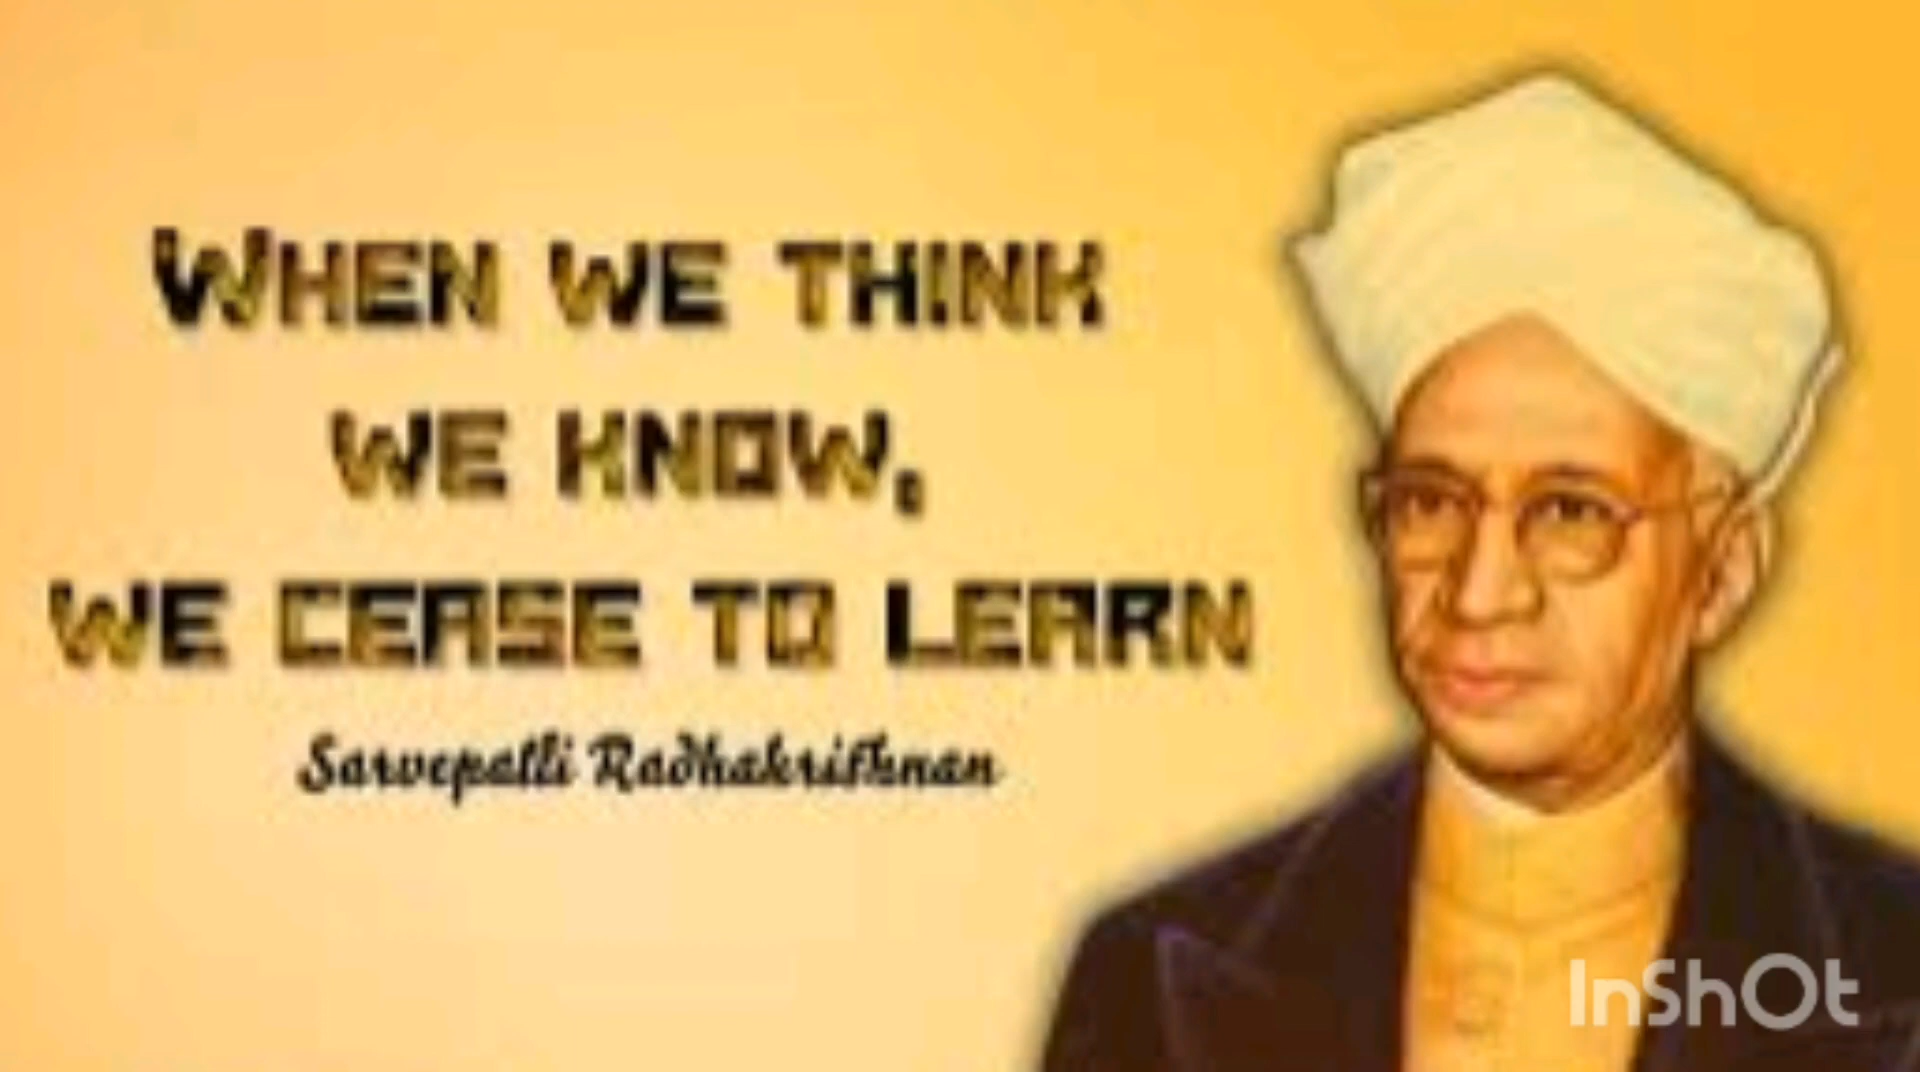 When we think
we know,
we cease to learn
Sarvepalli Radhakrishnan
InShOt